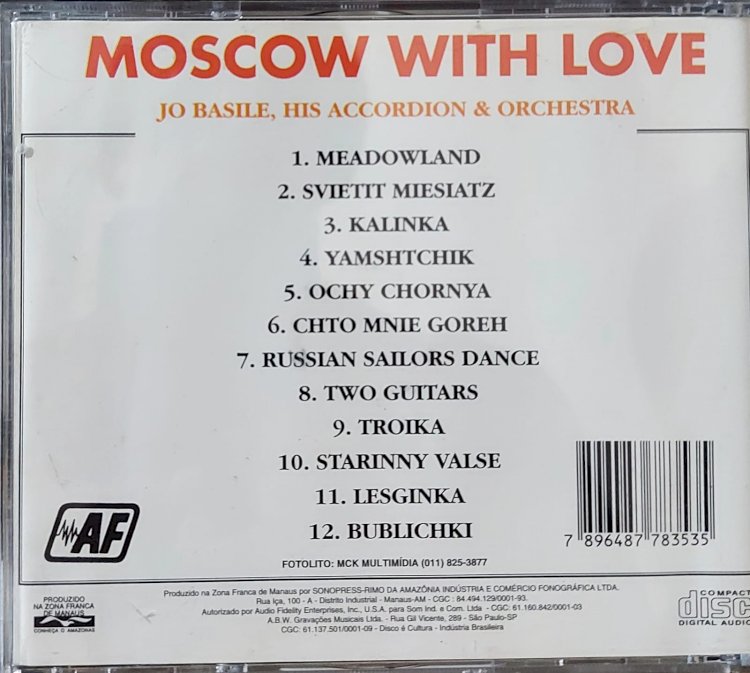 MOSCOW WITH LOVE
JO BASILE, HIS ACCORDION & ORCHESTRA
1. MEADOWLAND
2. SVIETIT MIESIATZ
3. KALINKA
4. YAMSHTCHIK
5. OCHY CHORNYA
6. CHTO MNIE GOREH
7. RUSSIAN SAILORS DANCE
8. TWO GUITARS
9. TROIKA
10. STARINNY VALSE
11. LESGINKA
12. BUBLICHKI
AF
7 896487 783535
FOTOLITO: MCK MULTIMÍDIA (011) 825-3877
PRODUZIDO
NA ZONA FRANCA
DE MANAUS
CONHEÇA O AMAZONAS
Produzido na Zona Franca de Manaus por SONOPRESS-RIMO DA AMAZÔNIA INDÚSTRIA E COMÉRCIO FONOGRÁFICA LTDA.
Rua Iça, 100 - A - Distrito Industrial - Manaus-AM - CGC : 84.494.129/0001-93.
Autorizado por Audio Fidelity Enterprises, Inc., U.S.A. para Som Ind. e Com. Ltda - CGC: 61.160.842/0001-03
A.B.W. Gravações Musicais Ltda. - Rua Gil Vicente, 289 - São Paulo-SP
CGC: 61.137.501/0001-09 - Disco é Cultura - Indústria Brasileira
COMPACT
disc
DIGITAL AUDIO